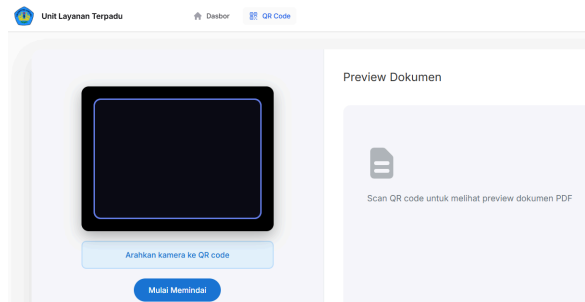 Unit Layanan Terpadu
Dasbor
QR Code
Arahkan kamera ke QR code
Mulai Memindai
Preview Dokumen
Scan QR code untuk melihat preview dokumen PDF